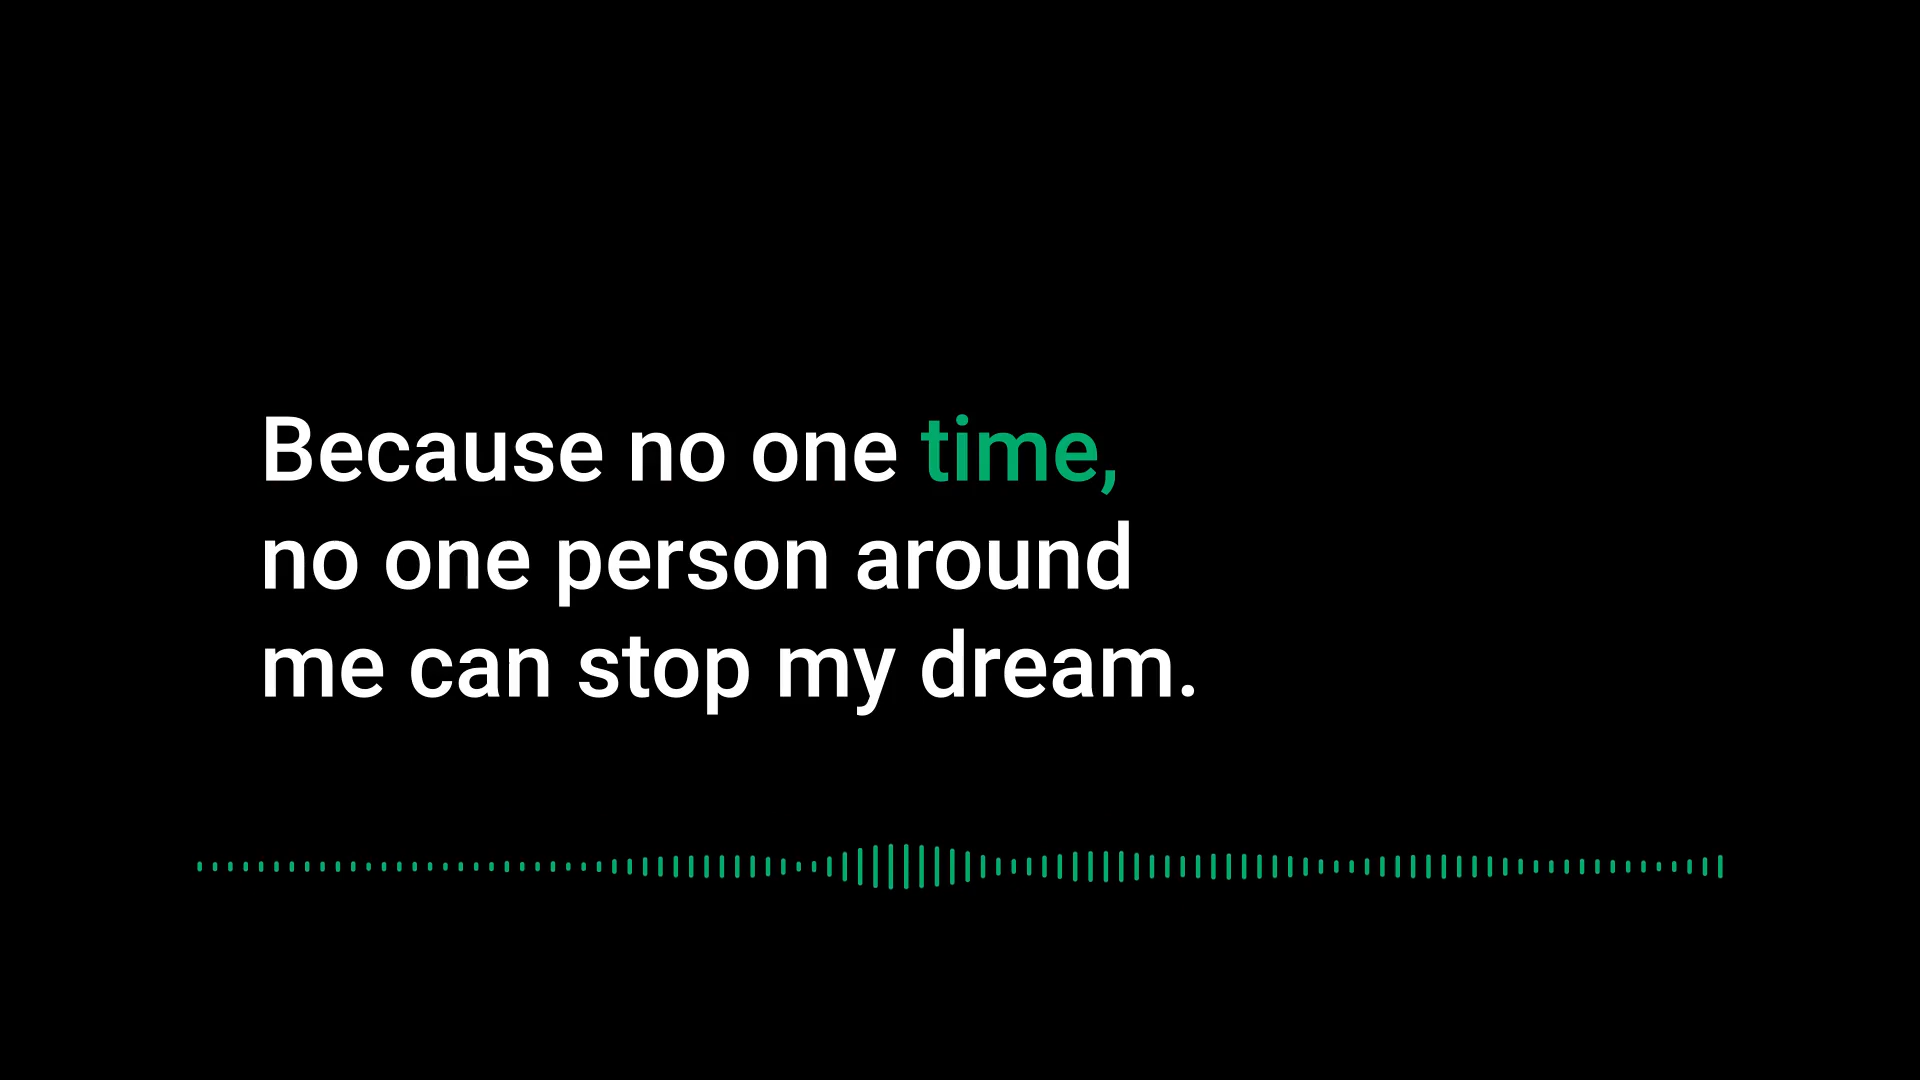 Because no one time,
no one person around
me can stop my dream.